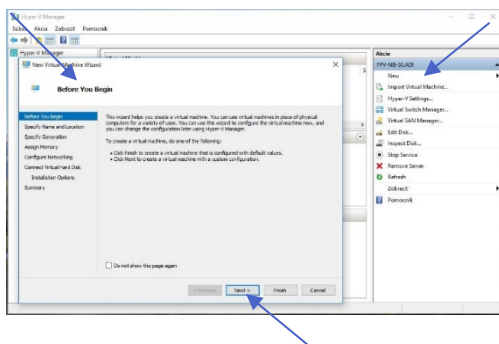 Hyper-V Manager
Súbor Akcia Zobraziť Pomocník
Hyper-V Manager
New Virtual Machine Wizard
Before You Begin
Before You Begin
Specify Name and Location
Specify Generation
Assign Memory
Configure Networking
Connect Virtual Hard Disk
Installation Options
Summary
This wizard helps you create a virtual machine. You can use virtual machines in place of physical
computers for a variety of uses. You can use this wizard to configure the virtual machine now, and
you can change the configuration later using Hyper-V Manager.
To create a virtual machine, do one of the following:
• Click Finish to create a virtual machine that is configured with default values.
• Click Next to create a virtual machine with a custom configuration.
Do not show this page again
< Previous
Next >
Finish
Cancel
Akcie
FPV-NB-SILADI
New
Import Virtual Machine...
Hyper-V Settings...
Virtual Switch Manager...
Virtual SAN Manager...
Edit Disk...
Inspect Disk...
Stop Service
Remove Server
Refresh
Zobraziť
Pomocník